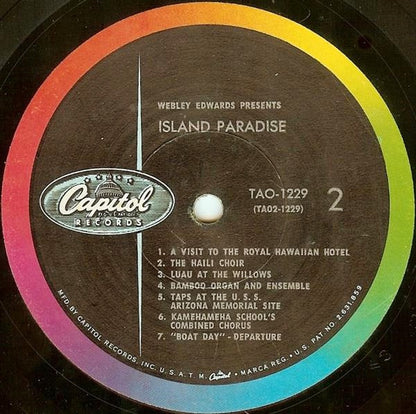 WEBLEY EDWARDS PRESENTS
ISLAND PARADISE
Capitol
RECORDS
TAO-1229
(TAO2-1229)
2
1. A VISIT TO THE ROYAL HAWAIIAN HOTEL
2. THE HAILI CHOIR
3. LUAU AT THE WILLOWS
4. BAMBOO ORGAN AND ENSEMBLE
5. TAPS AT THE U. S. S.
ARIZONA MEMORIAL SITE
6. KAMEHAMEHA SCHOOL'S
COMBINED CHORUS
7. "BOAT DAY" - DEPARTURE
MFD. BY CAPITOL RECORDS, INC. U. S. A. T. M. Capitol MARCA REG. • U. S. PAT. NO. 2,631,859